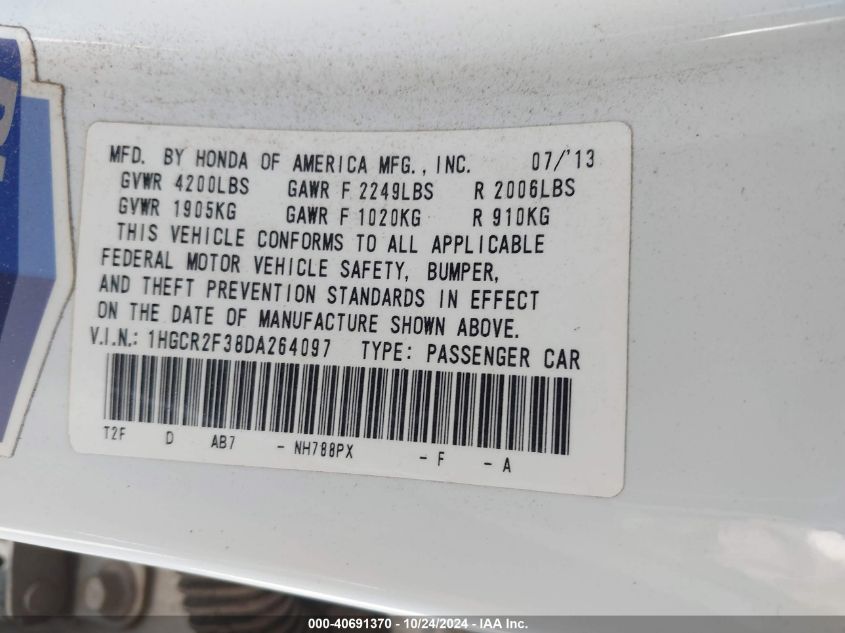 MFD. BY HONDA OF AMERICA MFG., INC. 07/'13
GVWR 4200LBS GAWR F 2249LBS R 2006LBS
GVWR 1905KG GAWR F 1020KG R 910KG
THIS VEHICLE CONFORMS TO ALL APPLICABLE
FEDERAL MOTOR VEHICLE SAFETY, BUMPER,
AND THEFT PREVENTION STANDARDS IN EFFECT
ON THE DATE OF MANUFACTURE SHOWN ABOVE.
V.I.N.: 1HGCR2F38DA264097 TYPE: PASSENGER CAR
T2F D AB7 - NH788PX - F - A
000-40691370 - 10/24/2024 - IAA Inc.